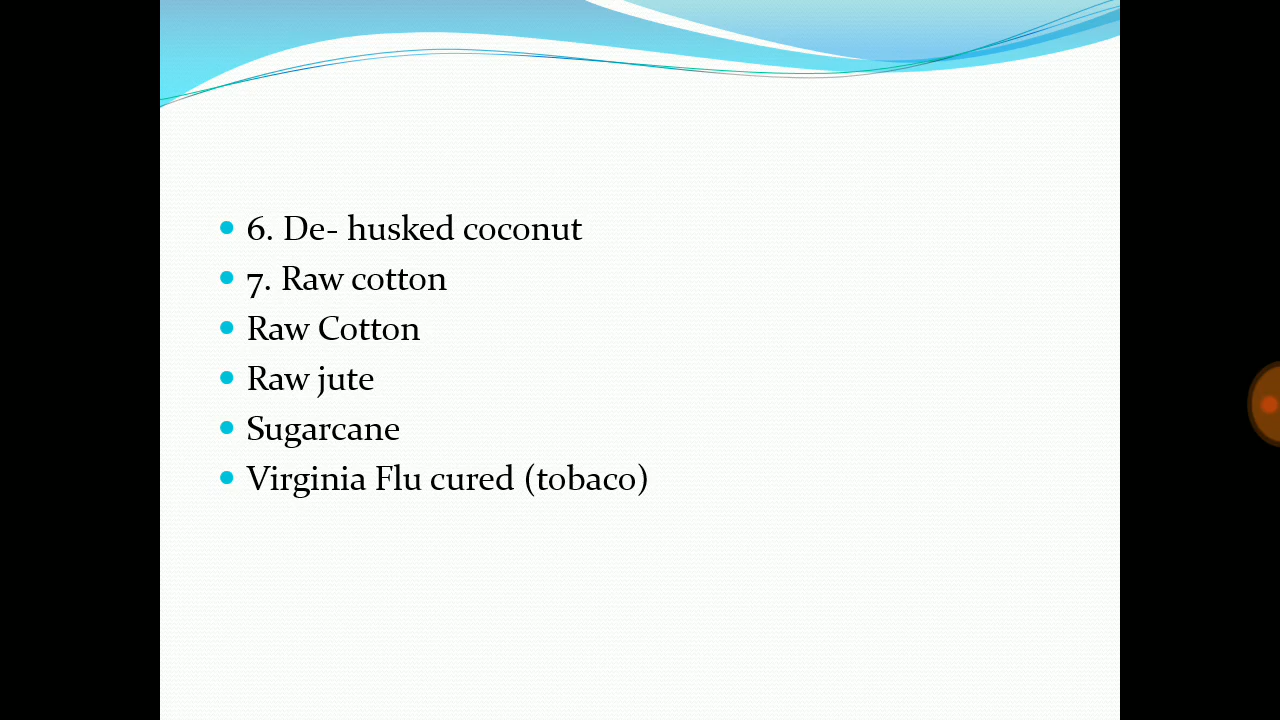 6. De- husked coconut
7. Raw cotton
Raw Cotton
Raw jute
Sugarcane
Virginia Flu cured (tobaco)